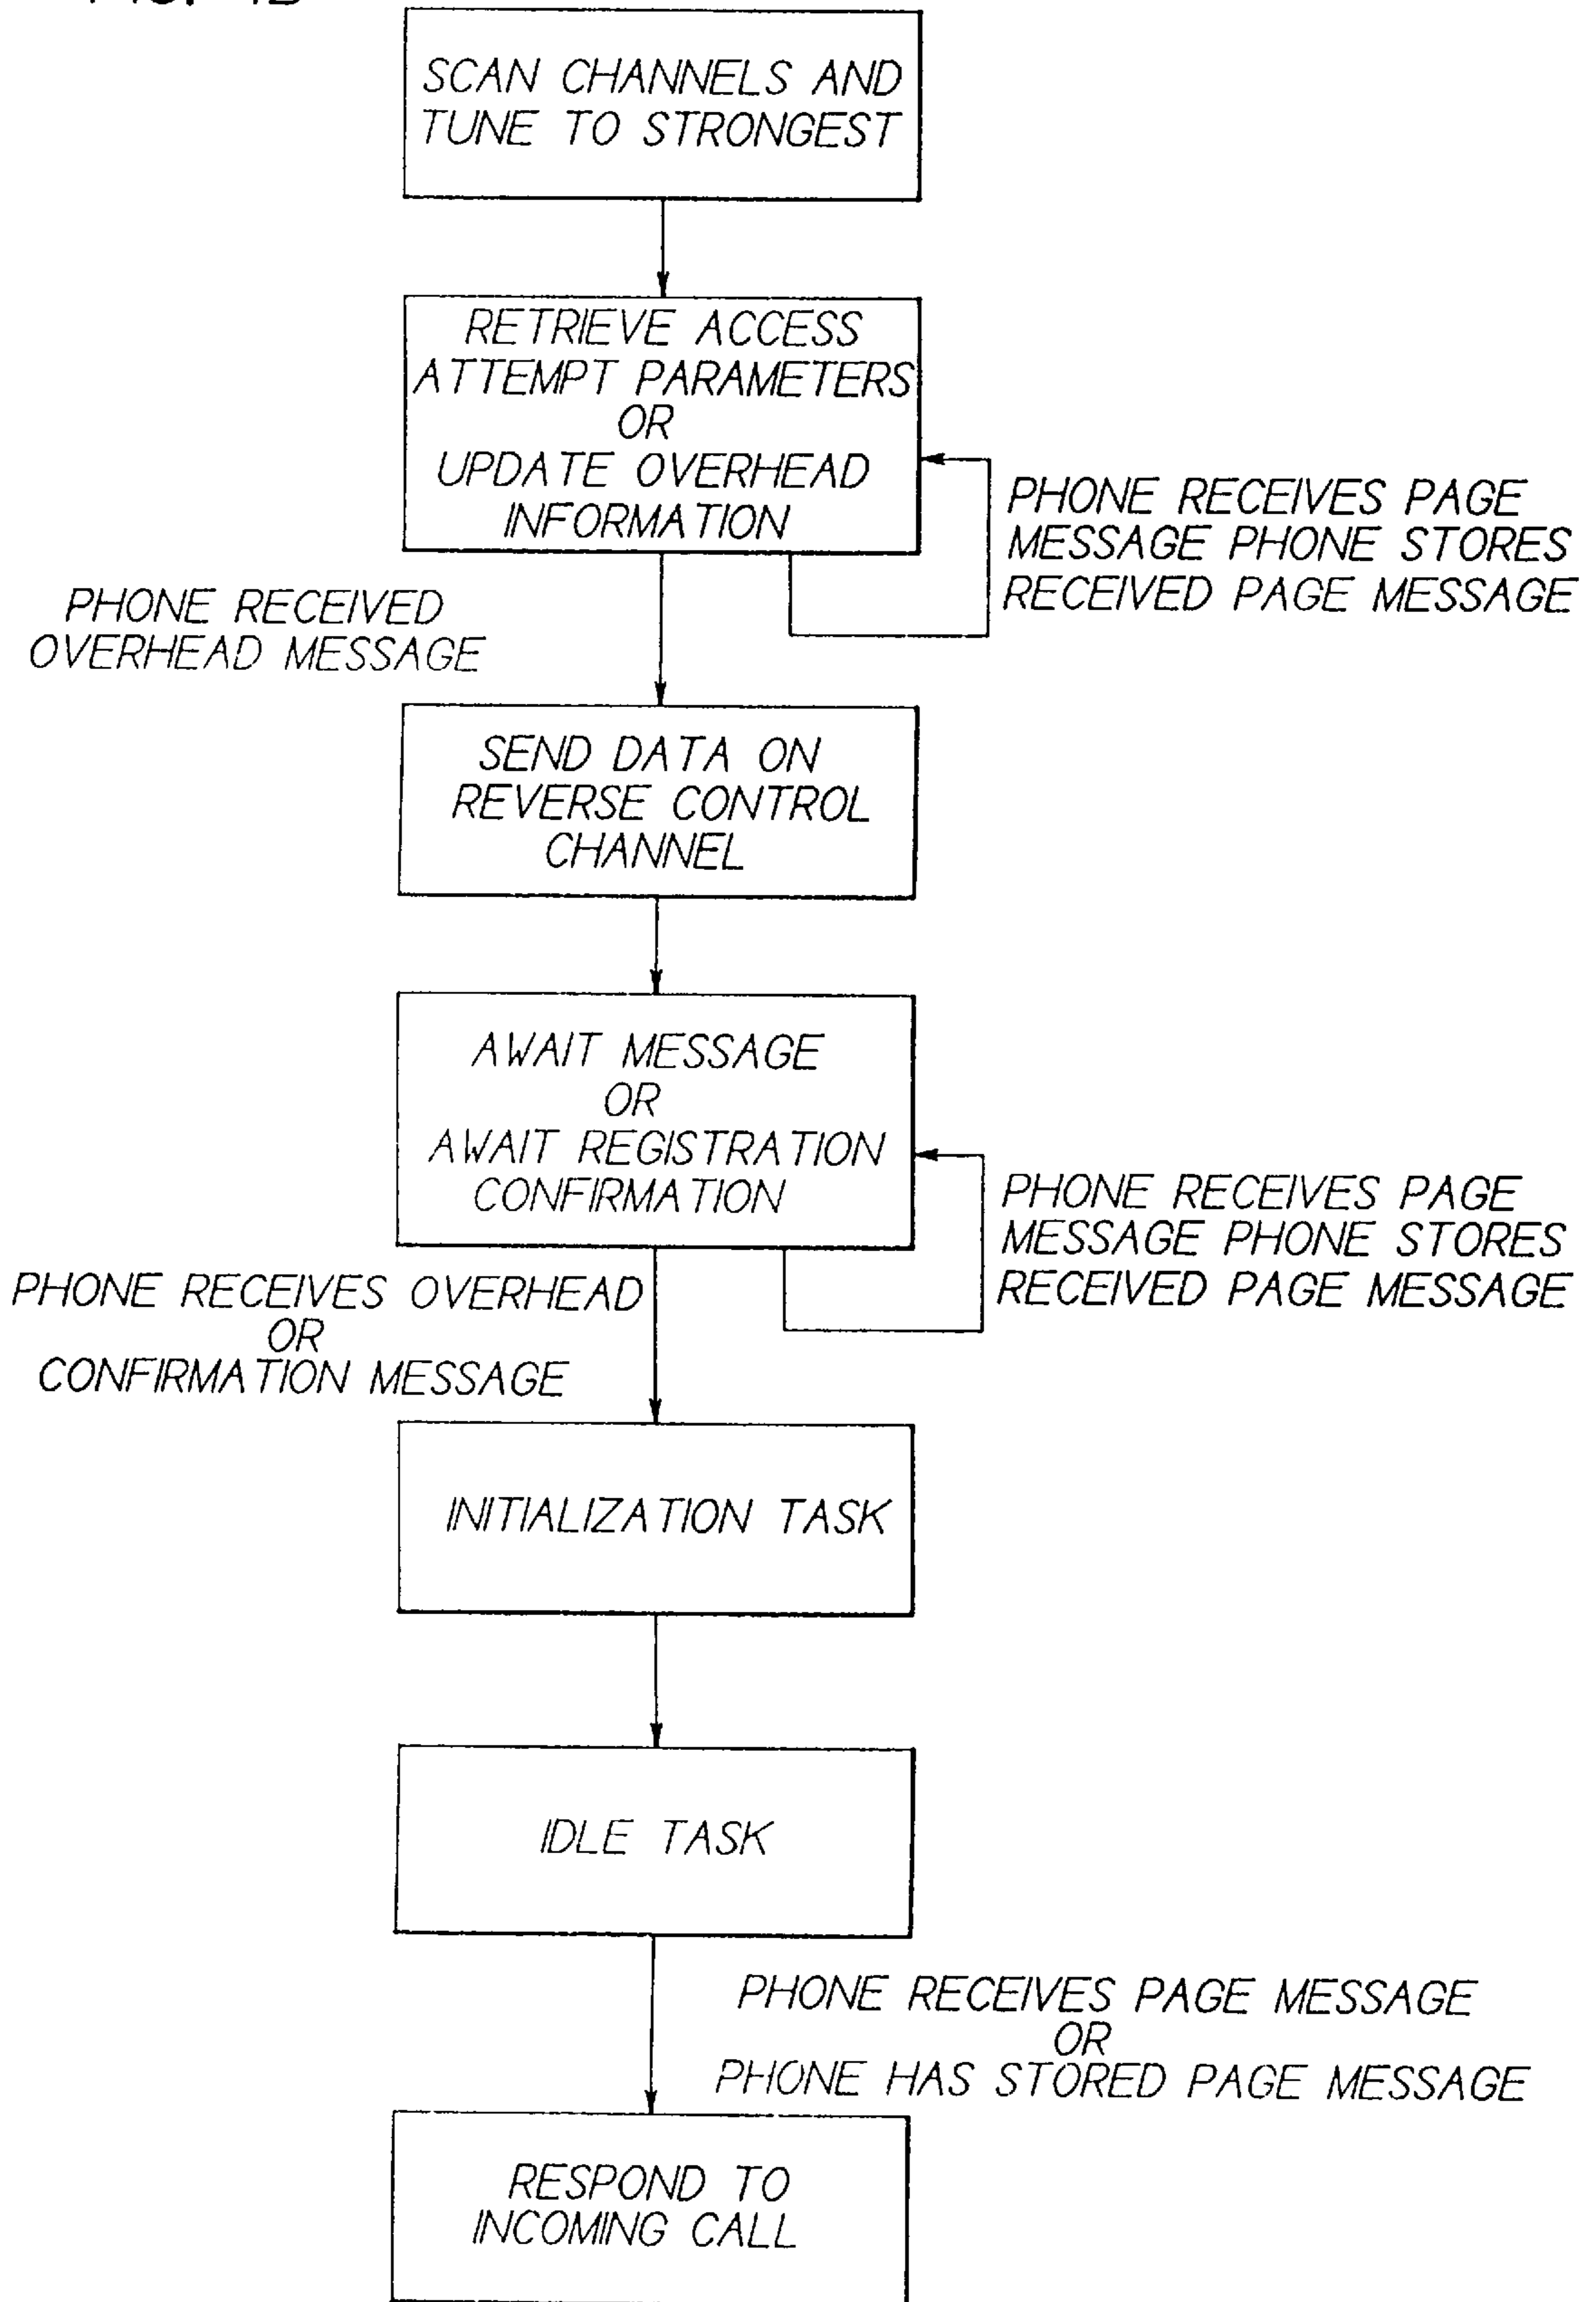 SCAN CHANNELS AND
TUNE TO STRONGEST
RETRIEVE ACCESS
ATTEMPT PARAMETERS
OR
UPDATE OVERHEAD
INFORMATION
PHONE RECEIVES PAGE
MESSAGE PHONE STORES
RECEIVED PAGE MESSAGE
PHONE RECEIVED
OVERHEAD MESSAGE
SEND DATA ON
REVERSE CONTROL
CHANNEL
AWAIT MESSAGE
OR
AWAIT REGISTRATION
CONFIRMATION
PHONE RECEIVES PAGE
MESSAGE PHONE STORES
RECEIVED PAGE MESSAGE
PHONE RECEIVES OVERHEAD
OR
CONFIRMATION MESSAGE
INITIALIZATION TASK
IDLE TASK
PHONE RECEIVES PAGE MESSAGE
OR
PHONE HAS STORED PAGE MESSAGE
RESPOND TO
INCOMING CALL